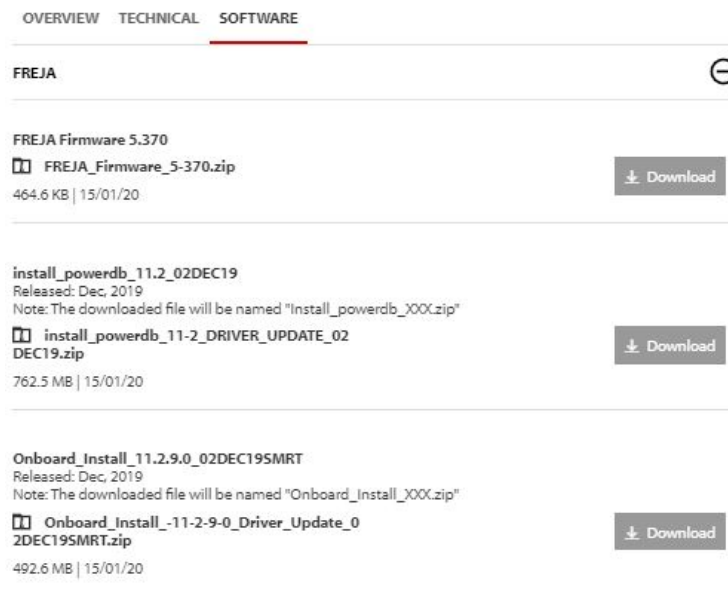 OVERVIEW TECHNICAL SOFTWARE
FREJA
FREJA Firmware 5.370
FREJA_Firmware_5-370.zip
Download
464.6 KB | 15/01/20
install_powerdb_11.2_02DEC19
Released: Dec, 2019
Note: The downloaded file will be named "Install_powerdb_XXX.zip"
install_powerdb_11-2_DRIVER_UPDATE_02
DEC19.zip
Download
762.5 MB | 15/01/20
Onboard_Install_11.2.9.0_02DEC19SMRT
Released: Dec, 2019
Note: The downloaded file will be named "Onboard_Install_XXX.zip"
Onboard_Install_-11-2-9-0_Driver_Update_0
2DEC19SMRT.zip
Download
492.6 MB | 15/01/20